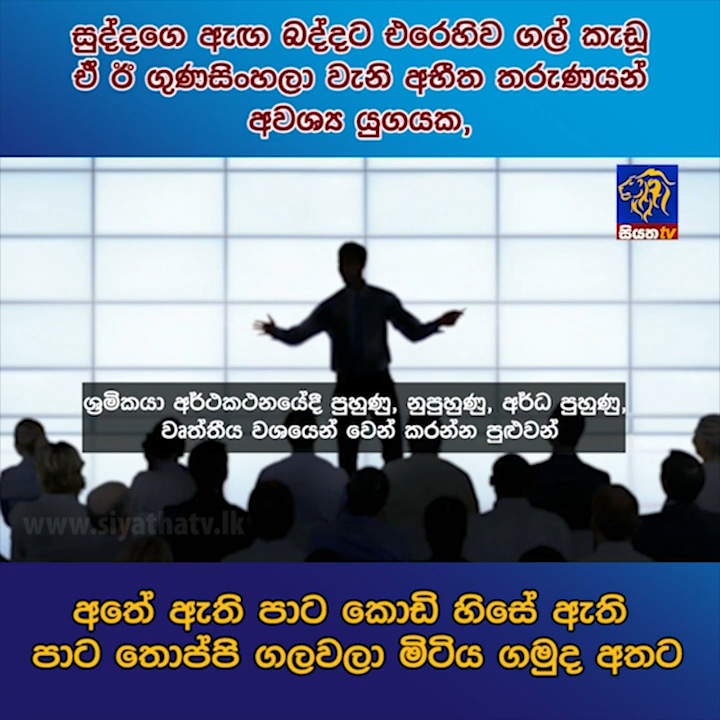 සුද්දගෙ ඇඟ බද්දට එරෙහිව ගල් කැඩූ
ඒ ඊ ගුණසිංහලා වැනි අභීත තරුණයන්
අවශ්‍ය යුගයක,
සියත tv
ශ්‍රමිකයා අර්ථකථනයේදී පුහුණු, නුපුහුණු, අර්ධ පුහුණු,
වෘත්තීය වශයෙන් වෙන් කරන්න පුළුවන්
www.siyathatv.lk
අතේ ඇති පාට කොඩි හිසේ ඇති
පාට තොප්පි ගලවලා මිටිය ගමුද අතට